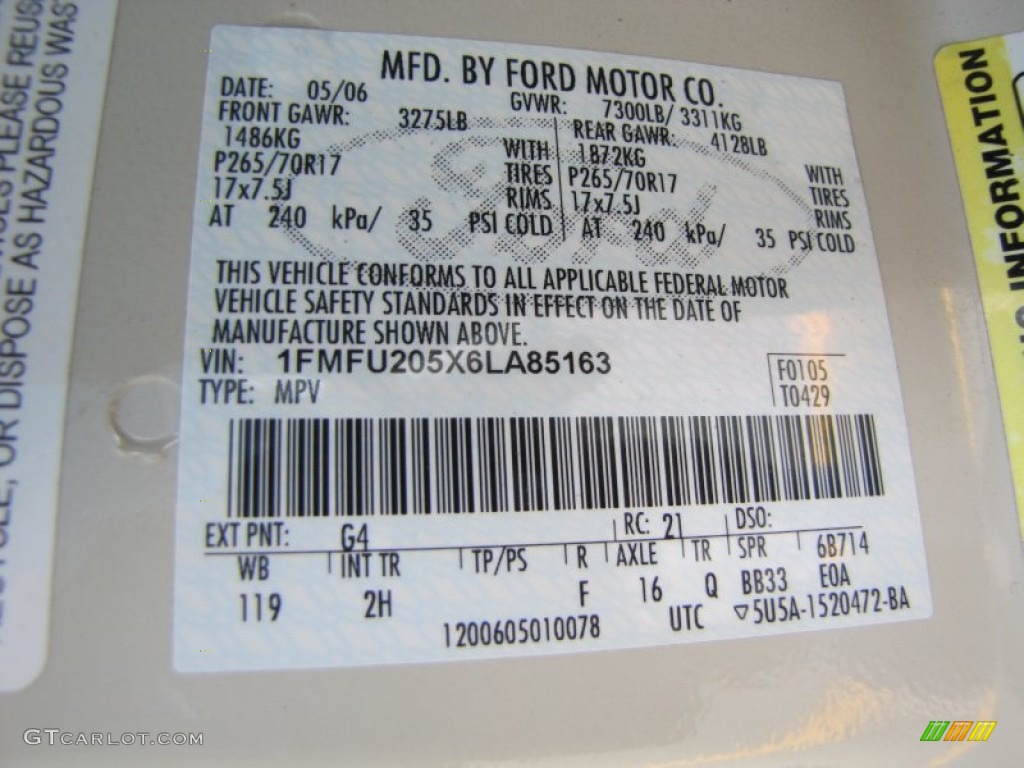 MFD. BY FORD MOTOR CO.
DATE: 05/06 GVWR: 7300LB/ 3311KG
FRONT GAWR: 3275LB REAR GAWR: 4128LB
1486KG WITH 1872KG WITH
P265/70R17 TIRES P265/70R17 TIRES
17x7.5J RIMS 17x7.5J RIMS
AT 240 kPa/ 35 PSI COLD AT 240 kPa/ 35 PSI COLD
Ford
THIS VEHICLE CONFORMS TO ALL APPLICABLE FEDERAL MOTOR
VEHICLE SAFETY STANDARDS IN EFFECT ON THE DATE OF
MANUFACTURE SHOWN ABOVE.
VIN: 1FMFU205X6LA85163 F0105
TYPE: MPV T0429
EXT PNT: G4 RC: 21 DSO:
WB INT TR TP/PS R AXLE TR SPR 6B714
119 2H F 16 Q BB33 E0A
1200605010078 UTC ▽5U5A-1520472-BA
PLEASE REUSE
OR DISPOSE AS HAZARDOUS WAST
INFORMATION
GTCARLOT.COM